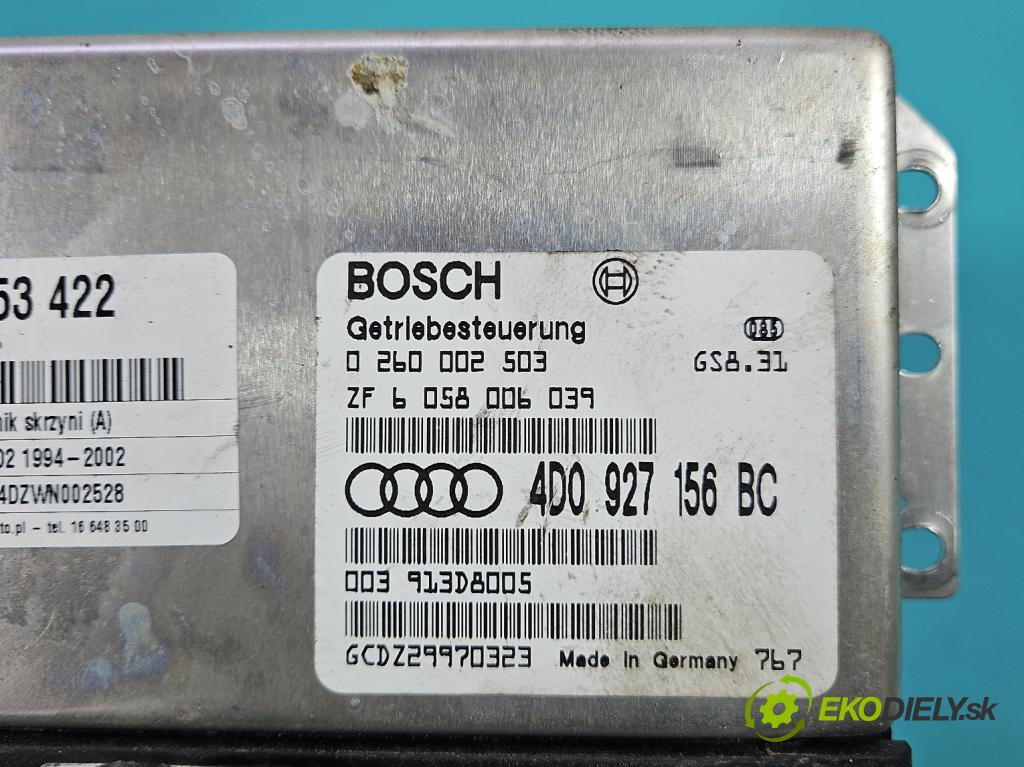 53 422
nik skrzyni (A)
02 1994-2002
4DZWN002528
to.pl - tel. 16 648 35 00
BOSCH
Getriebesteuerung
0 260 002 503 GS8.31
ZF 6 058 006 039
4D0 927 156 BC
003 913D8005
GCDZ29970323 Made in Germany 767
EKODIELY.sk